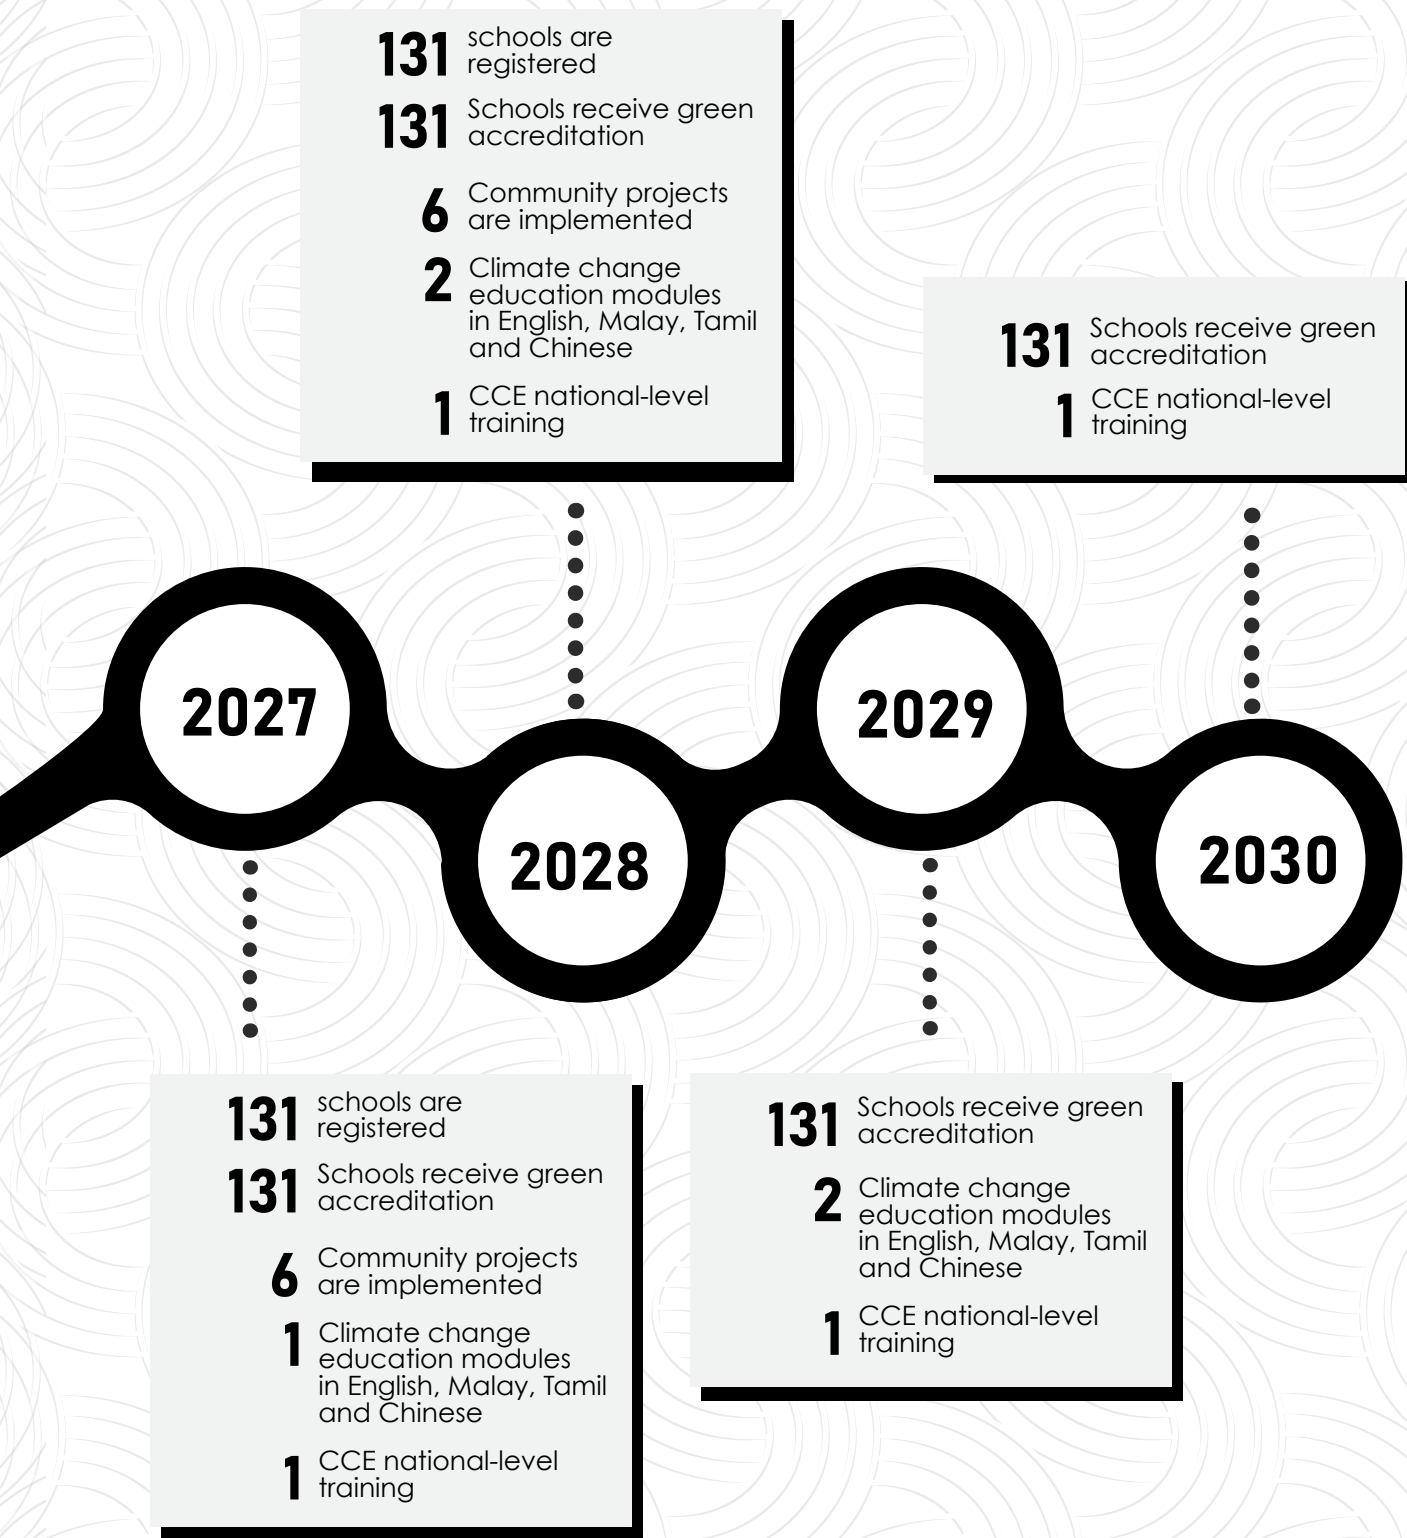 131 schools are
registered
131 Schools receive green
accreditation
6 Community projects
are implemented
2 Climate change
education modules
in English, Malay, Tamil
and Chinese
1 CCE national-level
training
131 Schools receive green
accreditation
1 CCE national-level
training
2027
2028
2029
2030
131 schools are
registered
131 Schools receive green
accreditation
6 Community projects
are implemented
1 Climate change
education modules
in English, Malay, Tamil
and Chinese
1 CCE national-level
training
131 Schools receive green
accreditation
2 Climate change
education modules
in English, Malay, Tamil
and Chinese
1 CCE national-level
training